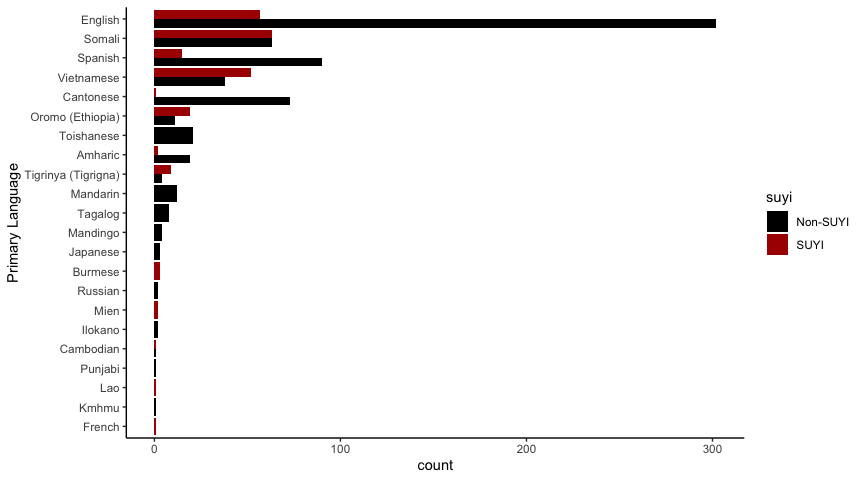 Primary Language
English
Somali
Spanish
Vietnamese
Cantonese
Oromo (Ethiopia)
Toishanese
Amharic
Tigrinya (Tigrigna)
Mandarin
Tagalog
Mandingo
Japanese
Burmese
Russian
Mien
Ilokano
Cambodian
Punjabi
Lao
Kmhmu
French
0 100 200 300
count
suyi
Non-SUYI
SUYI